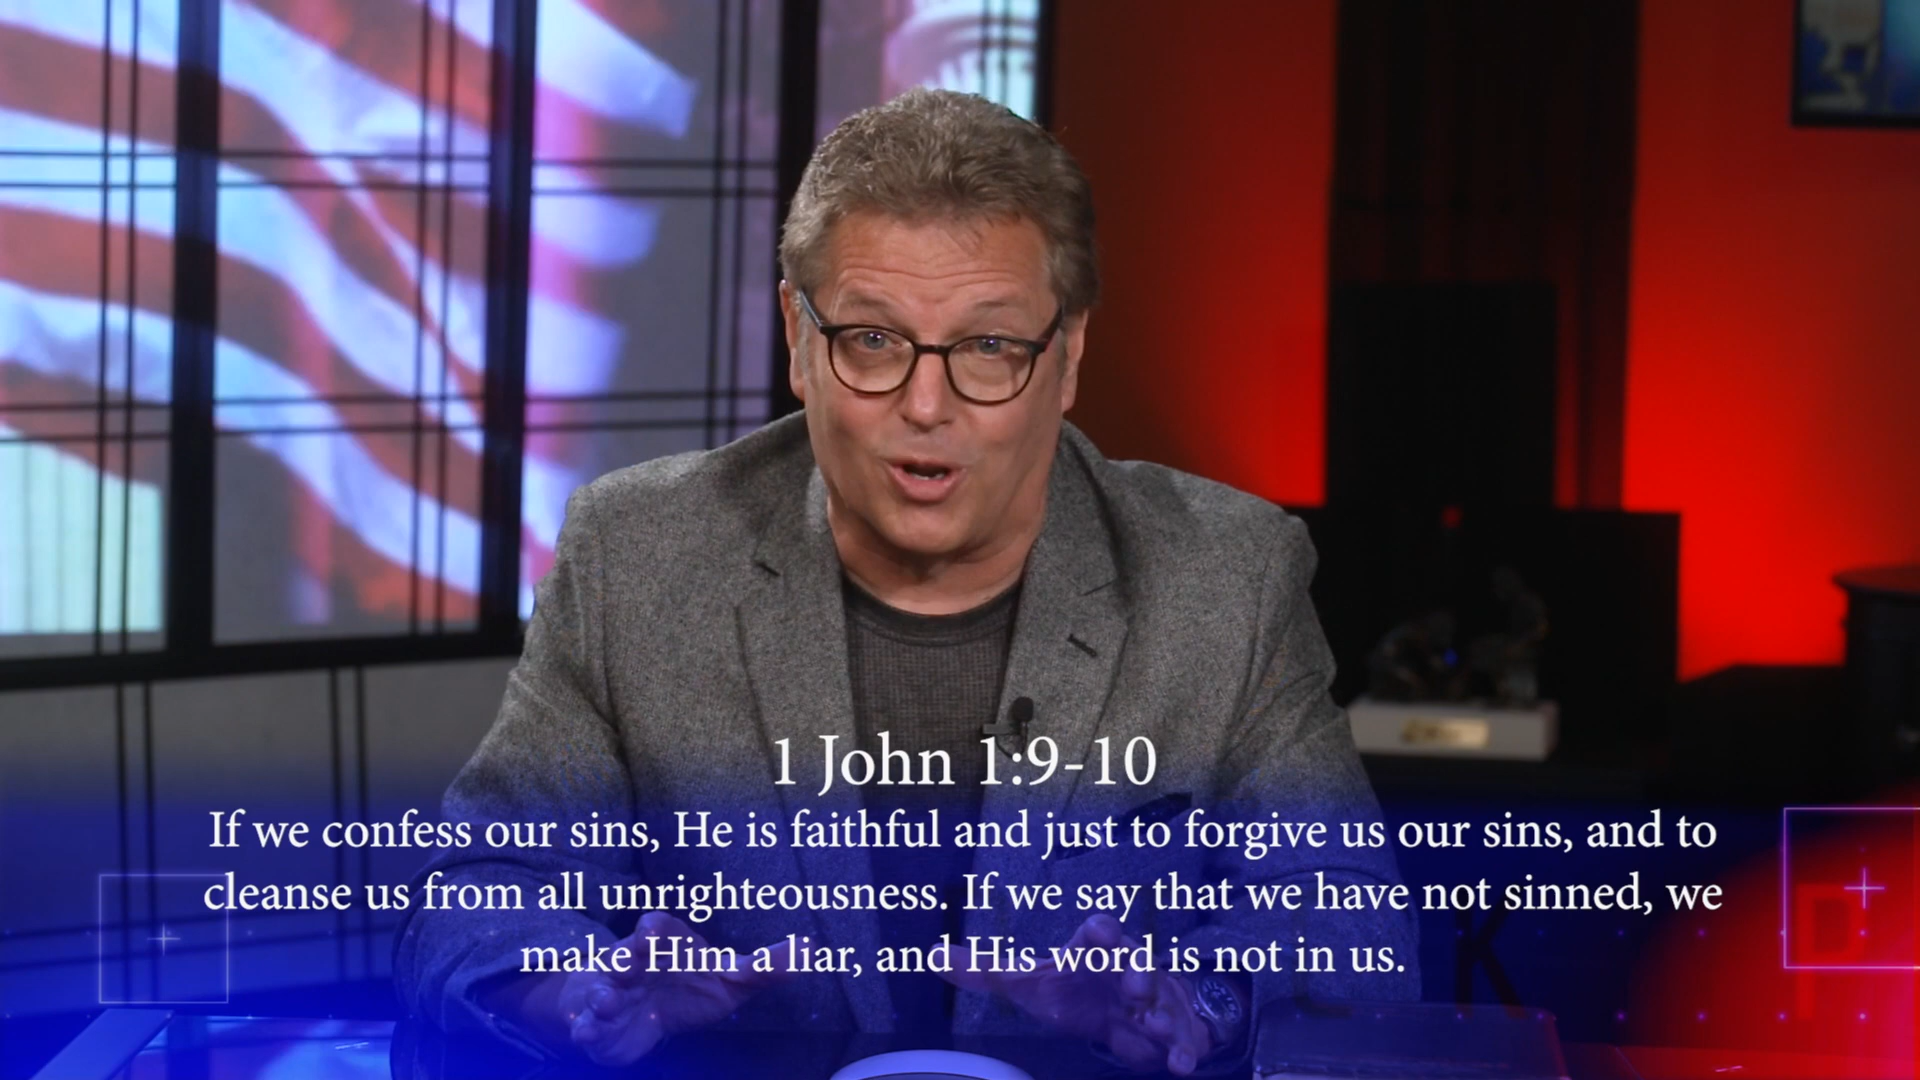 1 John 1:9-10
If we confess our sins, He is faithful and just to forgive us our sins, and to
cleanse us from all unrighteousness. If we say that we have not sinned, we
make Him a liar, and His word is not in us.
K P